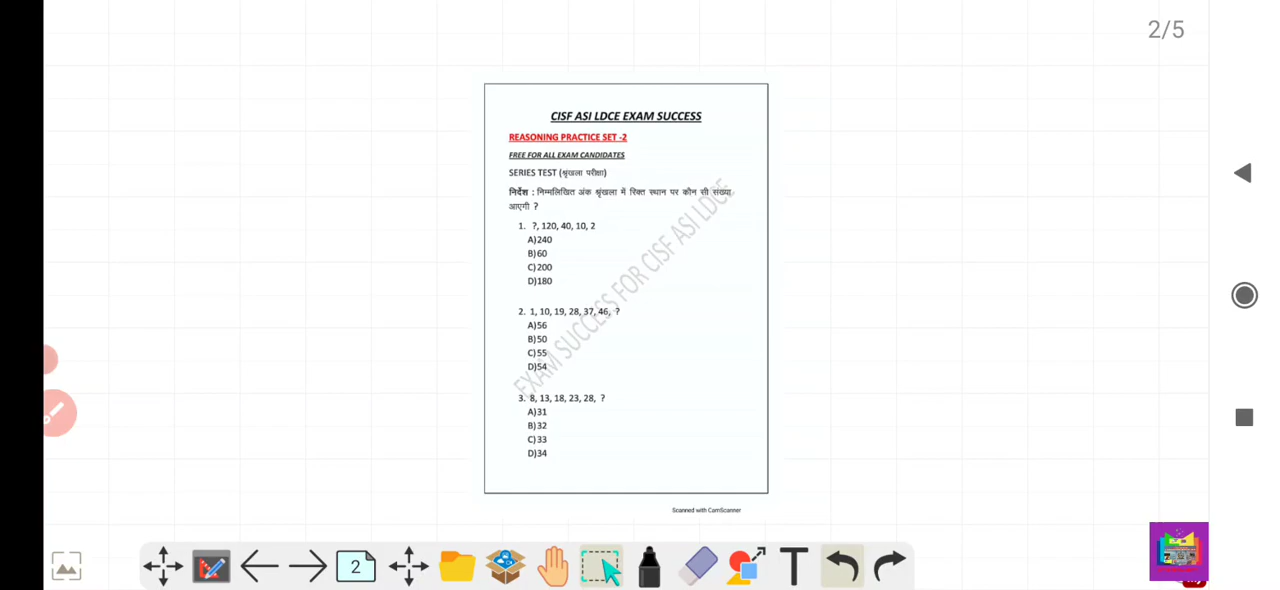 2/5
CISF ASI LDCE EXAM SUCCESS
REASONING PRACTICE SET -2
FREE FOR ALL EXAM CANDIDATES
SERIES TEST (श्रृंखला परीक्षा)
निर्देश : निम्नलिखित अंक श्रृंखला में रिक्त स्थान पर कौन सी संख्या
आएगी ?
1. ?, 120, 40, 10, 2
A)240
B)60
C)200
D)180
2. 1, 10, 19, 28, 37, 46, ?
A)56
B)50
C)55
D)54
3. 8, 13, 18, 23, 28, ?
A)31
B)32
C)33
D)34
EXAM SUCCESS FOR CISF ASI LDCE
Scanned with CamScanner
2
T